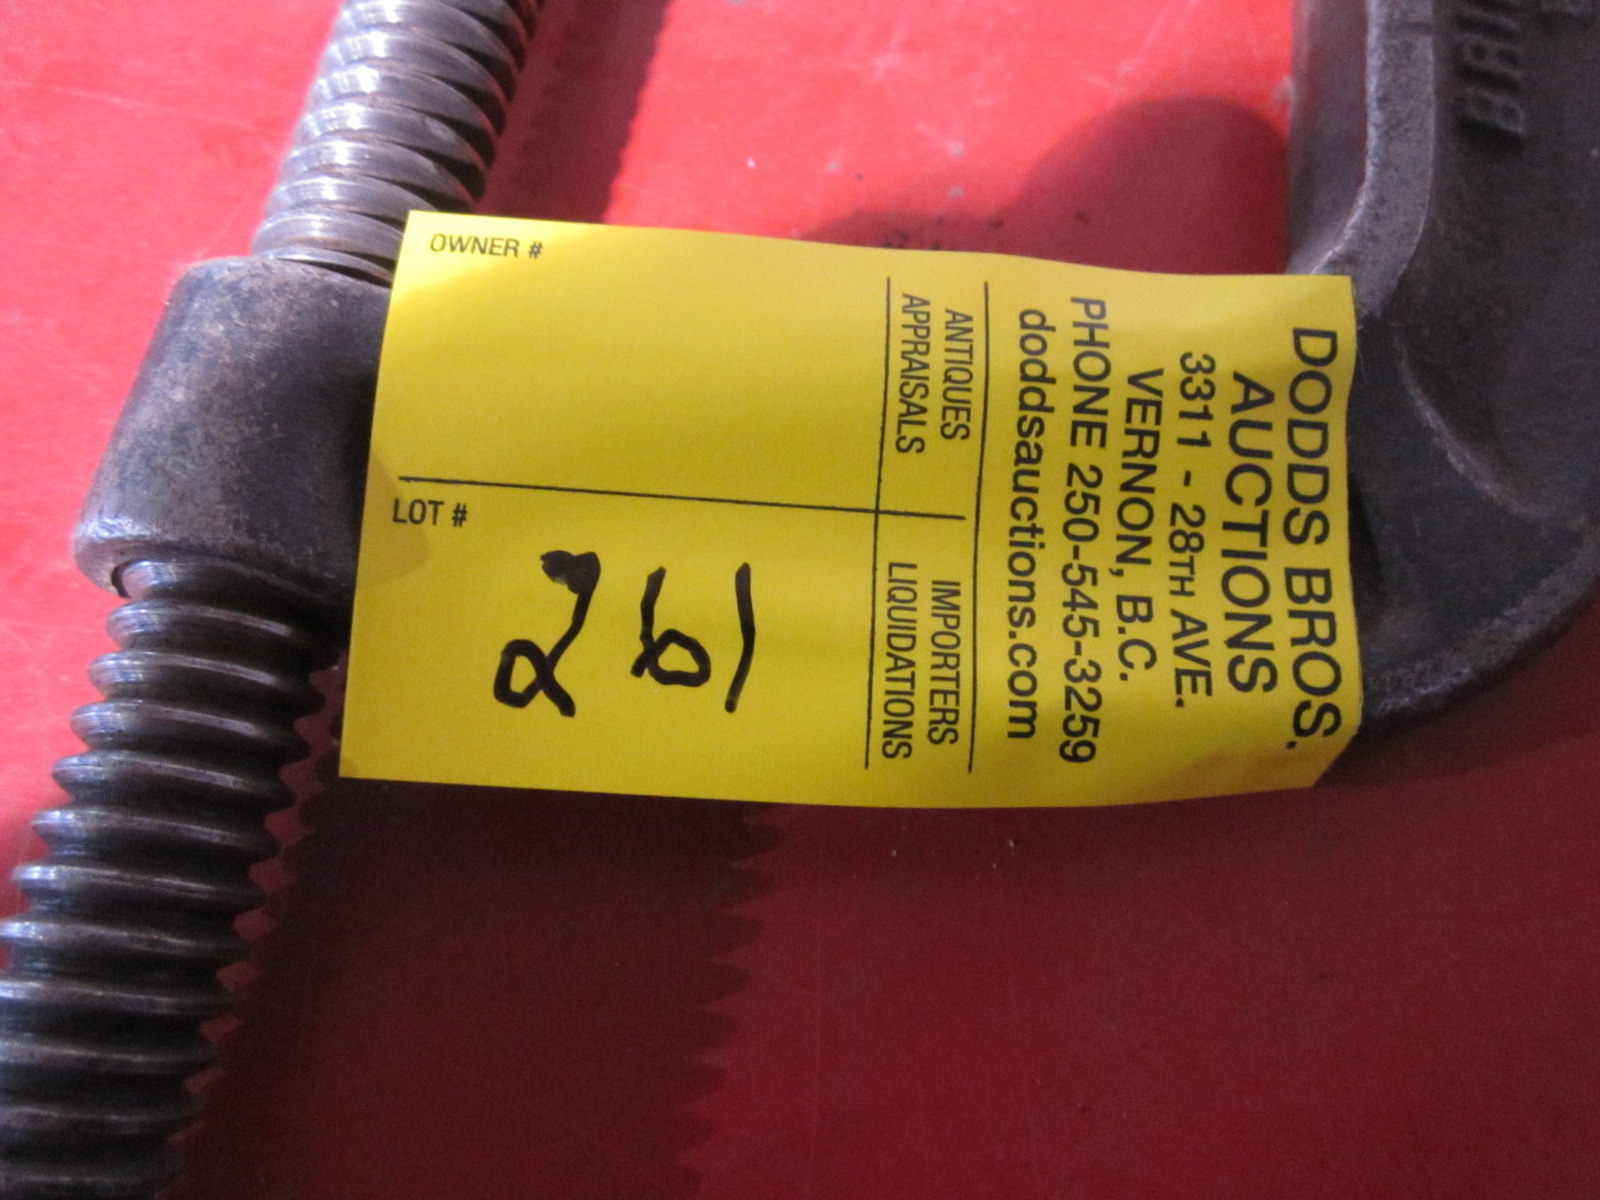 DODDS BROS.
AUCTIONS
3311 - 28TH AVE.
VERNON, B.C.
PHONE 250-545-3259
doddsauctions.com
ANTIQUES IMPORTERS
APPRAISALS LIQUIDATIONS
OWNER #
LOT #
261